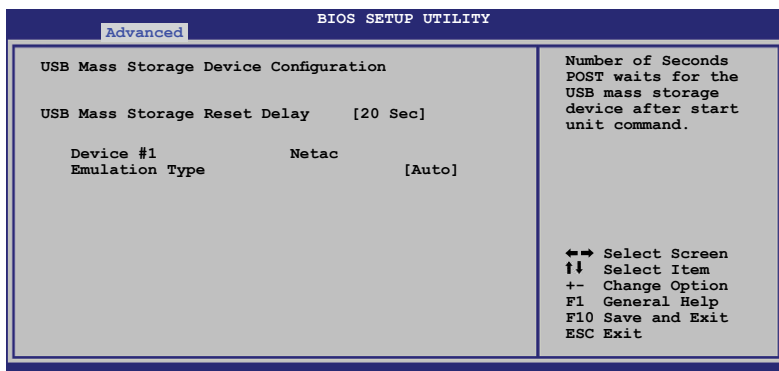 BIOS SETUP UTILITY
Advanced
USB Mass Storage Device Configuration
USB Mass Storage Reset Delay [20 Sec]
Device #1 Netac
Emulation Type [Auto]
Number of Seconds
POST waits for the
USB mass storage
device after start
unit command.
←→ Select Screen
↑↓ Select Item
+- Change Option
F1 General Help
F10 Save and Exit
ESC Exit